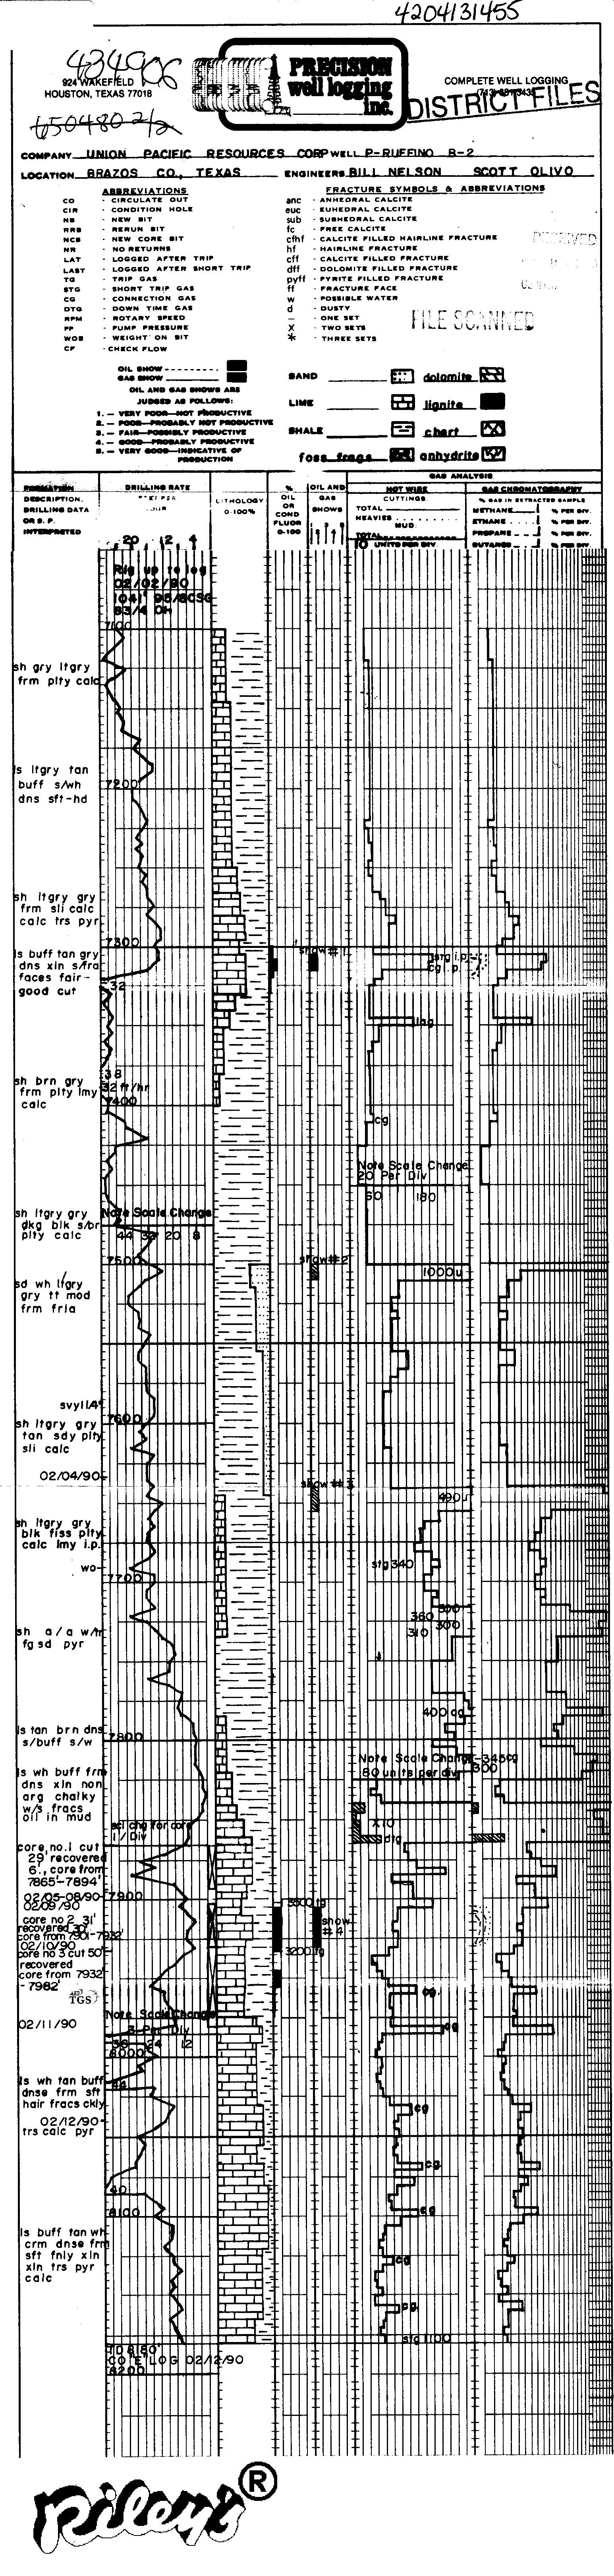 4204131455
434906
924 WAKEFIELD
HOUSTON, TEXAS 77018
PRECISION
well logging
inc.
COMPLETE WELL LOGGING
DISTRICT FILES
COMPANY UNION PACIFIC RESOURCES CORP WELL P-RUFFINO B-2
LOCATION BRAZOS CO, TEXAS ENGINEERS BILL NELSON SCOTT OLIVO
ABBREVIATIONS
CO - CIRCULATE OUT
CIR - CONDITION HOLE
NB - NEW BIT
RRB - RERUN BIT
NCB - NEW CORE BIT
NR - NO RETURNS
LAT - LOGGED AFTER TRIP
LAST - LOGGED AFTER SHORT TRIP
TG - TRIP GAS
STG - SHORT TRIP GAS
CG - CONNECTION GAS
DTG - DOWN TIME GAS
RPM - ROTARY SPEED
PP - PUMP PRESSURE
WOB - WEIGHT ON BIT
CF - CHECK FLOW
FRACTURE SYMBOLS & ABBREVIATIONS
anc - ANHEDRAL CALCITE
euc - EUHEDRAL CALCITE
sub - SUBHEDRAL CALCITE
fc - FREE CALCITE
cfhf - CALCITE FILLED HAIRLINE FRACTURE
hf - HAIRLINE FRACTURE
cff - CALCITE FILLED FRACTURE
dff - DOLOMITE FILLED FRACTURE
pyff - PYRITE FILLED FRACTURE
ff - FRACTURE FACE
w - POSSIBLE WATER
d - DUSTY
- - ONE SET
X - TWO SETS
* - THREE SETS
RECEIVED
FILE SCANNED
OIL SHOW
GAS SHOW
OIL AND GAS SHOWS ARE
JUDGED AS FOLLOWS:
1. — VERY POOR—NOT PRODUCTIVE
2. — POOR—PROBABLY NOT PRODUCTIVE
3. — FAIR—POSSIBLY PRODUCTIVE
4. — GOOD—PROBABLY PRODUCTIVE
5. — VERY GOOD—INDICATIVE OF
PRODUCTION
SAND dolomite
LIME lignite
SHALE chert
foss frags anhydrite
FORMATION
DESCRIPTION.
DRILLING DATA
OR S. P.
INTERPRETED
DRILLING RATE
20 12 4
LITHOLOGY
0-100%
%
OIL
OR
COND
FLUOR
0-100
OIL AND
GAS
SHOWS
GAS ANALYSIS
HOT WIRE
CUTTINGS
TOTAL
HEAVIES
MUD
TOTAL
10 UNITS PER DIV
GAS CHROMATOGRAPHY
% GAS IN EXTRACTED SAMPLE
METHANE % PER DIV.
ETHANE % PER DIV.
PROPANE % PER DIV.
BUTANE % PER DIV.
Rig up to log
02/02/90
1041' 95/8CSG
83/4 OH
7100
sh gry ltgry
frm plty calc
ls ltgry tan
buff s/wh
dns sft-hd
7200
sh ltgry gry
frm sli calc
calc trs pyr
7300
ls buff tan gry
dns xln s/fra
faces fair-
good cut
show #1
strg i.p.
cg i.p.
32
lag
38
32 ft/hr
7400
sh brn gry
frm plty lmy
calc
cg
Note Scale Change
20 Per Div
60 180
sh ltgry gry
dkg blk s/br
plty calc
Note Scale Change
44 32 20 8
7500
show #2
1000u
sd wh ltgry
gry tt mod
frm fria
svy 1 1/4°
7600
sh ltgry gry
tan sdy plty
sli calc
02/04/90
show # 3
490u
sh ltgry gry
blk fiss plty
calc lmy i.p.
stg 340
wo
7700
360 300
310 300
sh a/a w/tr
fg sd pyr
400 cg
ls tan brn dns
s/buff s/w
7800
Note Scale Change 345cg
80 units per div 300
ls wh buff frm
dns xln non
arg chalky
w/s fracs
oil in mud
scl chg for core
1 / Div
X10
dtg
core, no. 1 cut
29' recovered
6', core from
7865'-7894'
02/05-08/90
7900
02/09/90
core no 2 31'
recovered 30'
core from 7901-7932'
02/10/90
core no 3 cut 50'
recovered
core from 7932'
- 7982'
3500 tg
show
# 4
3200 tg
TGS
cg
02/11/90
Note Scale Change
3 Per Div
36 24 12
8000
cg
44
ls wh tan buff
dnse frm sft
hair fracs ckly
02/12/90
trs calc pyr
cg
cg
40
8100
cg
ls buff tan wh
crm dnse frm
sft fnly xln
xln trs pyr
calc
cg
cg
stg 1100
TD 8180'
CO "E" LOG 02/12/90
8200
Riley's ®